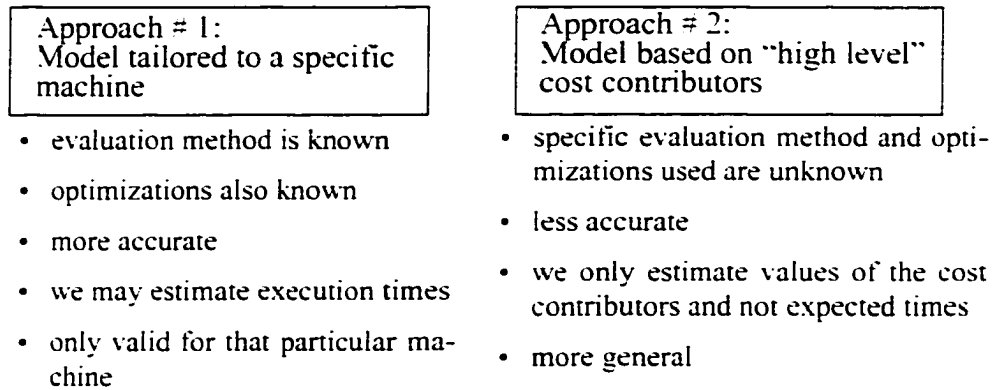 Approach # 1:
Model tailored to a specific
machine
• evaluation method is known
• optimizations also known
• more accurate
• we may estimate execution times
• only valid for that particular ma-
chine
Approach # 2:
Model based on “high level”
cost contributors
• specific evaluation method and opti-
mizations used are unknown
• less accurate
• we only estimate values of the cost
contributors and not expected times
• more general